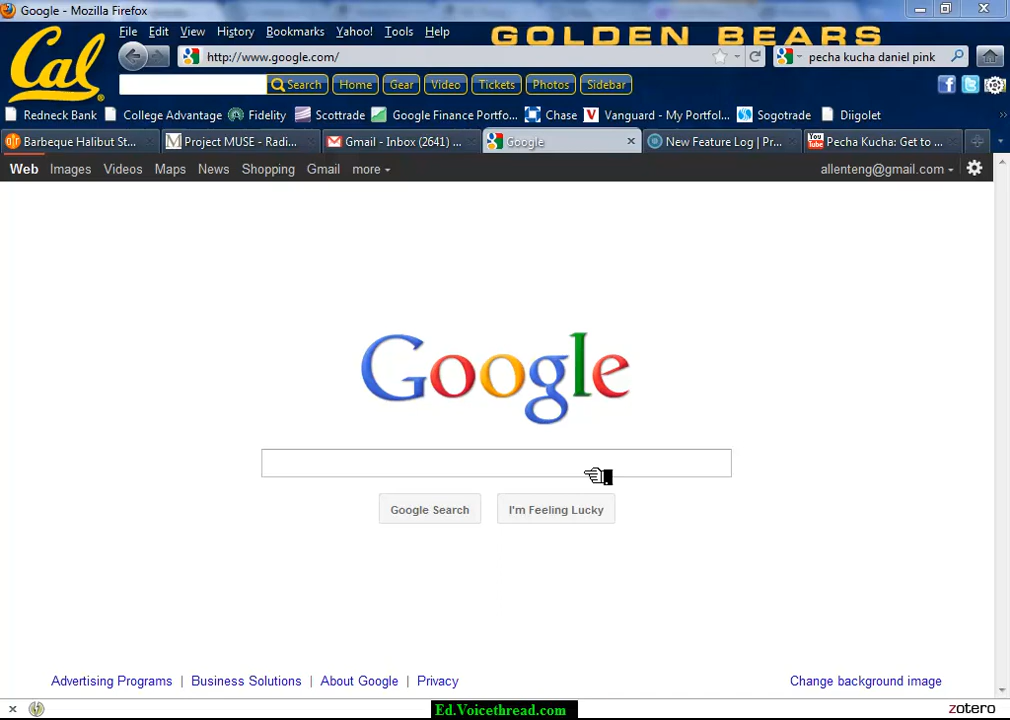 Google - Mozilla Firefox
Cal
File Edit View History Bookmarks Yahoo! Tools Help
GOLDEN BEARS
http://www.google.com/
pecha kucha daniel pink
Search Home Gear Video Tickets Photos Sidebar
Redneck Bank College Advantage Fidelity Scottrade Google Finance Portfo... Chase Vanguard - My Portfol... Sogotrade Diigolet
Barbeque Halibut St... Project MUSE - Radi... Gmail - Inbox (2641) ... Google New Feature Log | Pr... Pecha Kucha: Get to ...
Web Images Videos Maps News Shopping Gmail more
allenteng@gmail.com
Google
Google Search I'm Feeling Lucky
Advertising Programs | Business Solutions | About Google | Privacy
Change background image
Ed.Voicethread.com
zotero